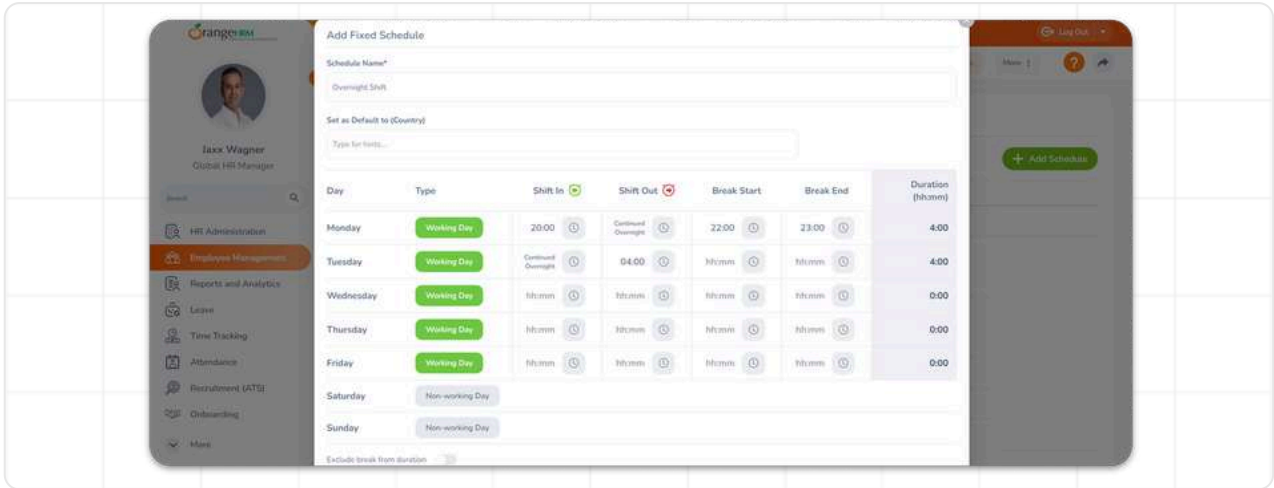 OrangeHRM
Jaxx Wagner
Global HR Manager
Search
HR Administration
Employee Management
Reports and Analytics
Leave
Time Tracking
Attendance
Recruitment (ATS)
Onboarding
More
Log Out
More
?
+ Add Schedule
Add Fixed Schedule
Schedule Name*
Overnight Shift
Set as Default to (Country)
Type for hints...
Day Type Shift In Shift Out Break Start Break End Duration (hh:mm)
Monday Working Day 20:00 Continued Overnight 22:00 23:00 4:00
Tuesday Working Day Continued Overnight 04:00 hh:mm hh:mm 4:00
Wednesday Working Day hh:mm hh:mm hh:mm hh:mm 0:00
Thursday Working Day hh:mm hh:mm hh:mm hh:mm 0:00
Friday Working Day hh:mm hh:mm hh:mm hh:mm 0:00
Saturday Non-working Day
Sunday Non-working Day
Exclude break from duration